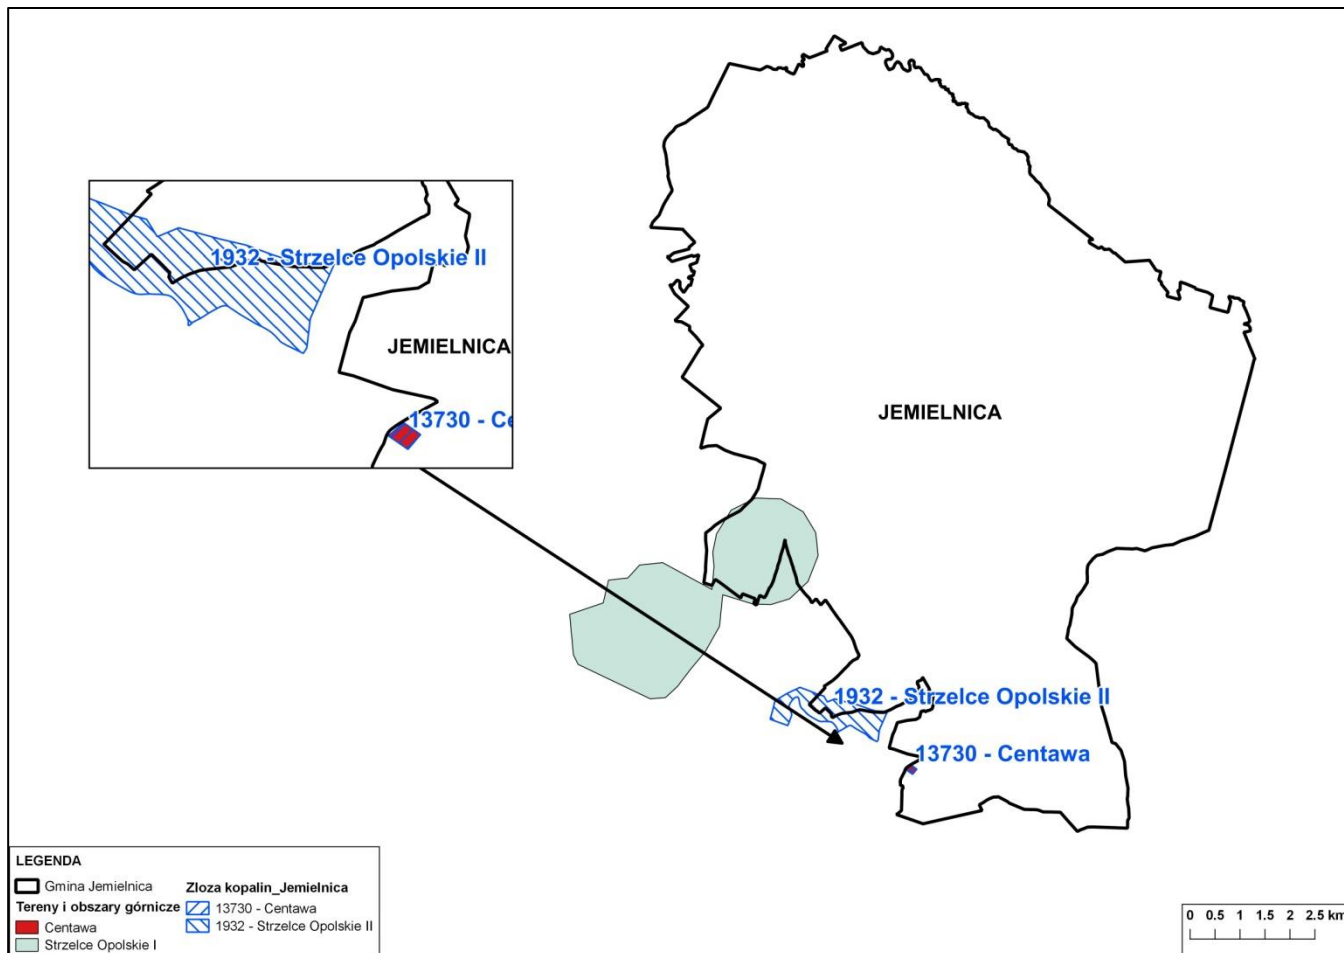 1932 - Strzelce Opolskie II
JEMIELNICA
13730 - Ce
JEMIELNICA
1932 - Strzelce Opolskie II
13730 - Centawa
LEGENDA
Gmina Jemielnica
Tereny i obszary górnicze
Centawa
Strzelce Opolskie I
Zloza kopalin_Jemielnica
13730 - Centawa
1932 - Strzelce Opolskie II
0 0.5 1 1.5 2 2.5 km